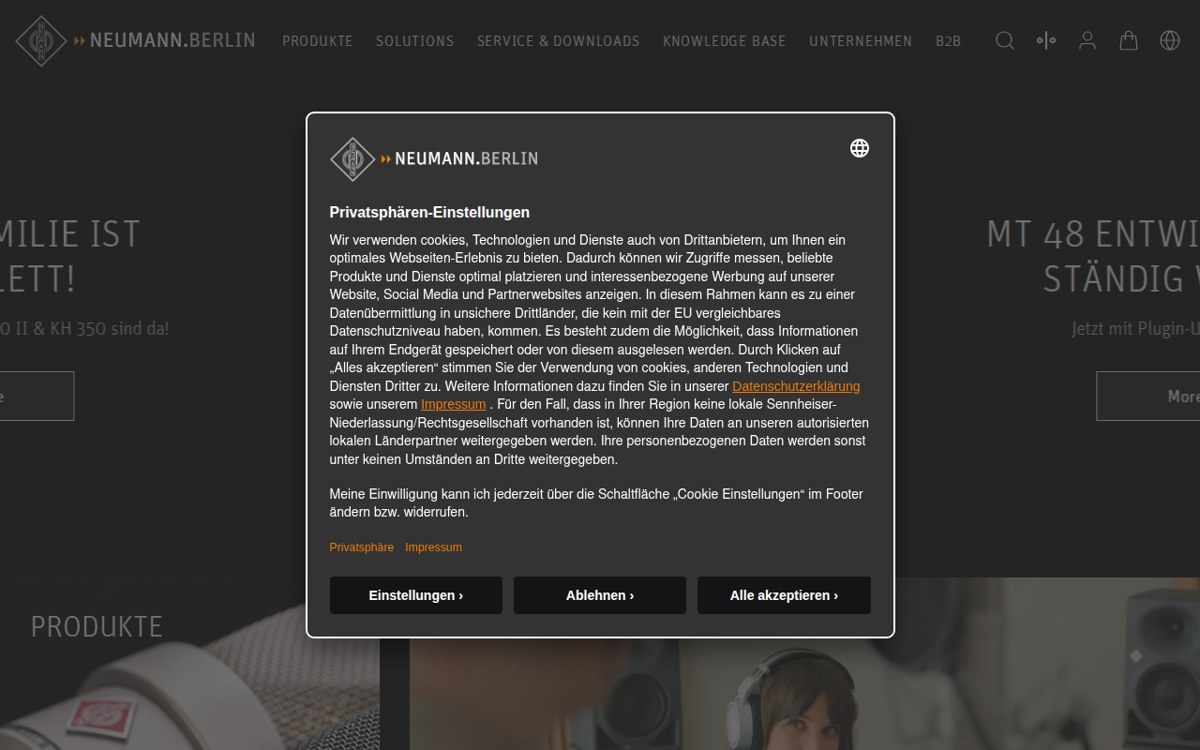 NEUMANN.BERLIN PRODUKTE SOLUTIONS SERVICE & DOWNLOADS KNOWLEDGE BASE UNTERNEHMEN B2B
NEUMANN.BERLIN
Privatsphären-Einstellungen
Wir verwenden cookies, Technologien und Dienste auch von Drittanbietern, um Ihnen ein
optimales Webseiten-Erlebnis zu bieten. Dadurch können wir Zugriffe messen, beliebte
Produkte und Dienste optimal platzieren und interessenbezogene Werbung auf unserer
Website, Social Media und Partnerwebsites anzeigen. In diesem Rahmen kann es zu einer
Datenübermittlung in unsichere Drittländer, die kein mit der EU vergleichbares
Datenschutzniveau haben, kommen. Es besteht zudem die Möglichkeit, dass Informationen
auf Ihrem Endgerät gespeichert oder von diesem ausgelesen werden. Durch Klicken auf
„Alles akzeptieren“ stimmen Sie der Verwendung von cookies, anderen Technologien und
Diensten Dritter zu. Weitere Informationen dazu finden Sie in unserer Datenschutzerklärung
sowie unserem Impressum . Für den Fall, dass in Ihrer Region keine lokale Sennheiser-
Niederlassung/Rechtsgesellschaft vorhanden ist, können Ihre Daten an unseren autorisierten
lokalen Länderpartner weitergegeben werden. Ihre personenbezogenen Daten werden sonst
unter keinen Umständen an Dritte weitergegeben.
Meine Einwilligung kann ich jederzeit über die Schaltfläche „Cookie Einstellungen“ im Footer
ändern bzw. widerrufen.
Privatsphäre Impressum
Einstellungen › Ablehnen › Alle akzeptieren ›
MILIE IST
LETT!
0 II & KH 350 sind da!
e
MT 48 ENTWI
STÄNDIG
Jetzt mit Plugin-U
More
PRODUKTE